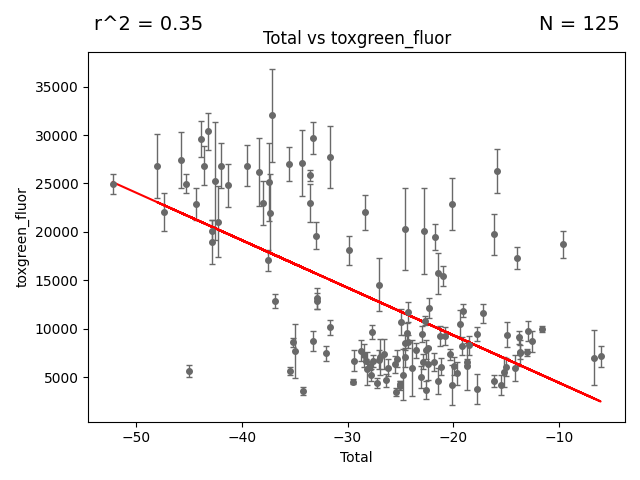 r^2 = 0.35
N = 125
Total vs toxgreen_fluor
35000
30000
25000
20000
15000
10000
5000
toxgreen_fluor
−50
−40
−30
−20
−10
Total